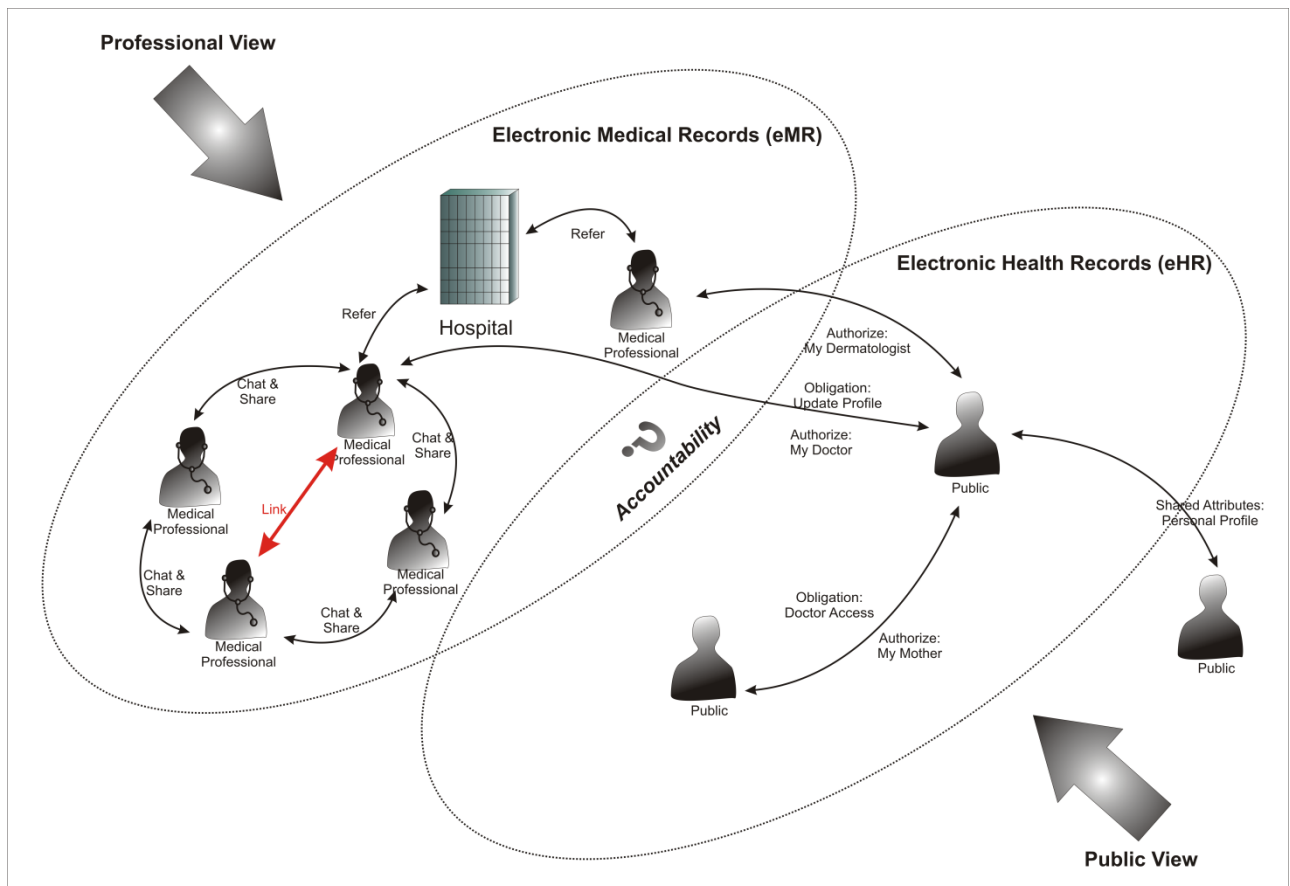 Professional View
Electronic Medical Records (eMR)
Refer
Electronic Health Records (eHR)
Refer
Hospital
Medical
Professional
Authorize:
My Dermatologist
Chat &
Share
Obligation:
Update Profile
Medical
Professional
Chat &
Share
Authorize:
My Doctor
?
Accountability
Public
Medical
Professional
Link
Shared Attributes:
Personal Profile
Chat &
Share
Medical
Professional
Chat &
Share
Obligation:
Doctor Access
Medical
Professional
Authorize:
My Mother
Public
Public
Public View